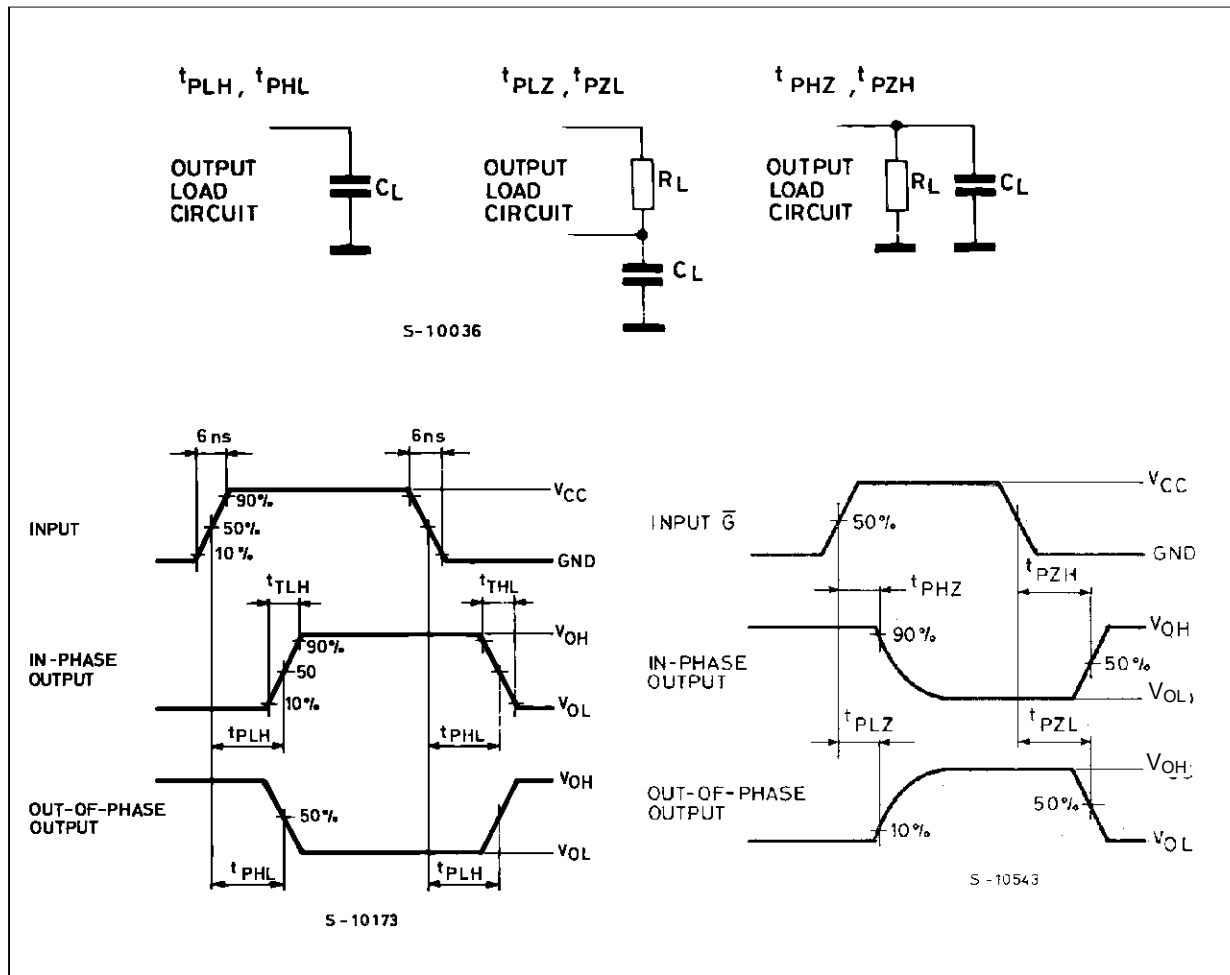 tPLH, tPHL
tPLZ, tPZL
tPHZ, tPZH
OUTPUT
LOAD
CIRCUIT
CL
OUTPUT
LOAD
CIRCUIT
RL
CL
OUTPUT
LOAD
CIRCUIT
RL
CL
S-10036
6ns
6ns
INPUT
90%
50%
10%
VCC
GND
tTLH
tTHL
IN-PHASE
OUTPUT
90%
50
10%
VOH
VOL
tPLH
tPHL
OUT-OF-PHASE
OUTPUT
50%
VOH
VOL
tPHL
tPLH
S-10173
INPUT G̅
50%
VCC
GND
tPHZ
tPZH
IN-PHASE
OUTPUT
90%
50%
VOH
VOL
tPLZ
tPZL
OUT-OF-PHASE
OUTPUT
10%
50%
VOH
VOL
S-10543